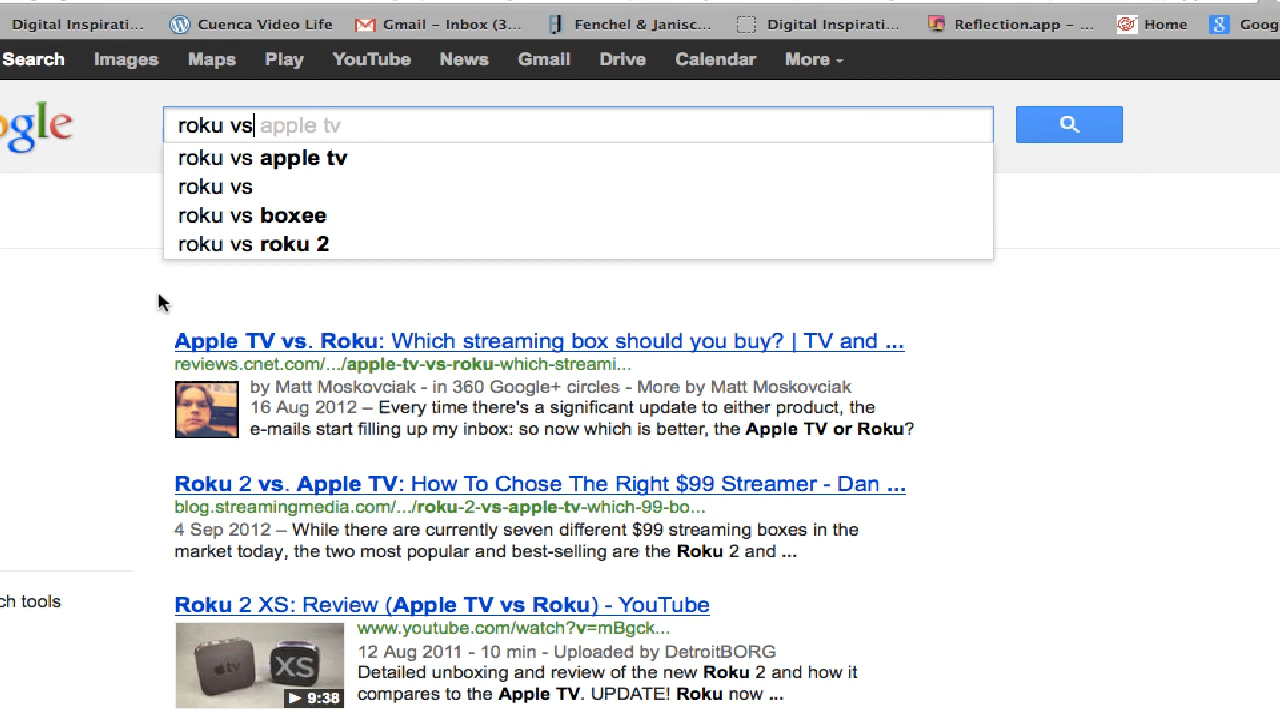 Digital Inspirati... Cuenca Video Life Gmail – Inbox (3... Fenchel & Janisc... Digital Inspirati... Reflection.app – ... Home Goog
Search Images Maps Play YouTube News Gmail Drive Calendar More
ogle roku vs apple tv
roku vs apple tv
roku vs
roku vs boxee
roku vs roku 2
Apple TV vs. Roku: Which streaming box should you buy? | TV and ...
reviews.cnet.com/.../apple-tv-vs-roku-which-streami...
by Matt Moskovciak - in 360 Google+ circles - More by Matt Moskovciak
16 Aug 2012 – Every time there's a significant update to either product, the
e-mails start filling up my inbox: so now which is better, the Apple TV or Roku?
Roku 2 vs. Apple TV: How To Chose The Right $99 Streamer - Dan ...
blog.streamingmedia.com/.../roku-2-vs-apple-tv-which-99-bo...
4 Sep 2012 – While there are currently seven different $99 streaming boxes in the
market today, the two most popular and best-selling are the Roku 2 and ...
ch tools
Roku 2 XS: Review (Apple TV vs Roku) - YouTube
www.youtube.com/watch?v=mBgck...
12 Aug 2011 - 10 min - Uploaded by DetroitBORG
Detailed unboxing and review of the new Roku 2 and how it
compares to the Apple TV. UPDATE! Roku now ...
tv XS
9:38